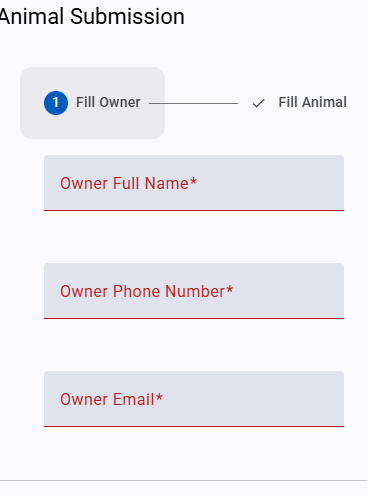 Animal Submission
1 Fill Owner
Fill Animal
Owner Full Name*
Owner Phone Number*
Owner Email*